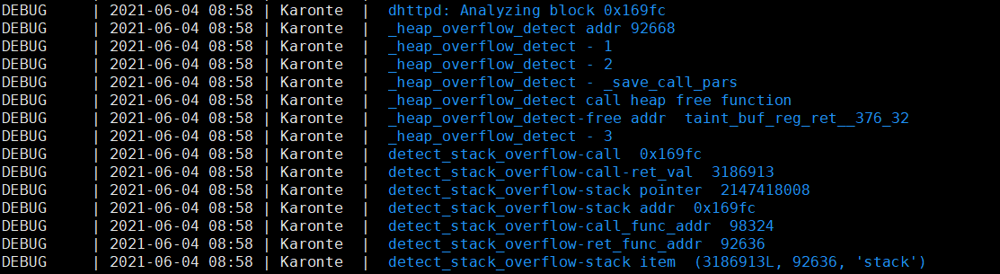 DEBUG | 2021-06-04 08:58 | Karonte | dhttpd: Analyzing block 0x169fc
DEBUG | 2021-06-04 08:58 | Karonte | _heap_overflow_detect addr 92668
DEBUG | 2021-06-04 08:58 | Karonte | _heap_overflow_detect - 1
DEBUG | 2021-06-04 08:58 | Karonte | _heap_overflow_detect - 2
DEBUG | 2021-06-04 08:58 | Karonte | _heap_overflow_detect - _save_call_pars
DEBUG | 2021-06-04 08:58 | Karonte | _heap_overflow_detect call heap free function
DEBUG | 2021-06-04 08:58 | Karonte | _heap_overflow_detect-free addr  taint_buf_reg_ret__376_32
DEBUG | 2021-06-04 08:58 | Karonte | _heap_overflow_detect - 3
DEBUG | 2021-06-04 08:58 | Karonte | detect_stack_overflow-call  0x169fc
DEBUG | 2021-06-04 08:58 | Karonte | detect_stack_overflow-call-ret_val  3186913
DEBUG | 2021-06-04 08:58 | Karonte | detect_stack_overflow-stack pointer  2147418008
DEBUG | 2021-06-04 08:58 | Karonte | detect_stack_overflow-stack addr  0x169fc
DEBUG | 2021-06-04 08:58 | Karonte | detect_stack_overflow-call_func_addr  98324
DEBUG | 2021-06-04 08:58 | Karonte | detect_stack_overflow-ret_func_addr  92636
DEBUG | 2021-06-04 08:58 | Karonte | detect_stack_overflow-stack item  (3186913L, 92636, 'stack')